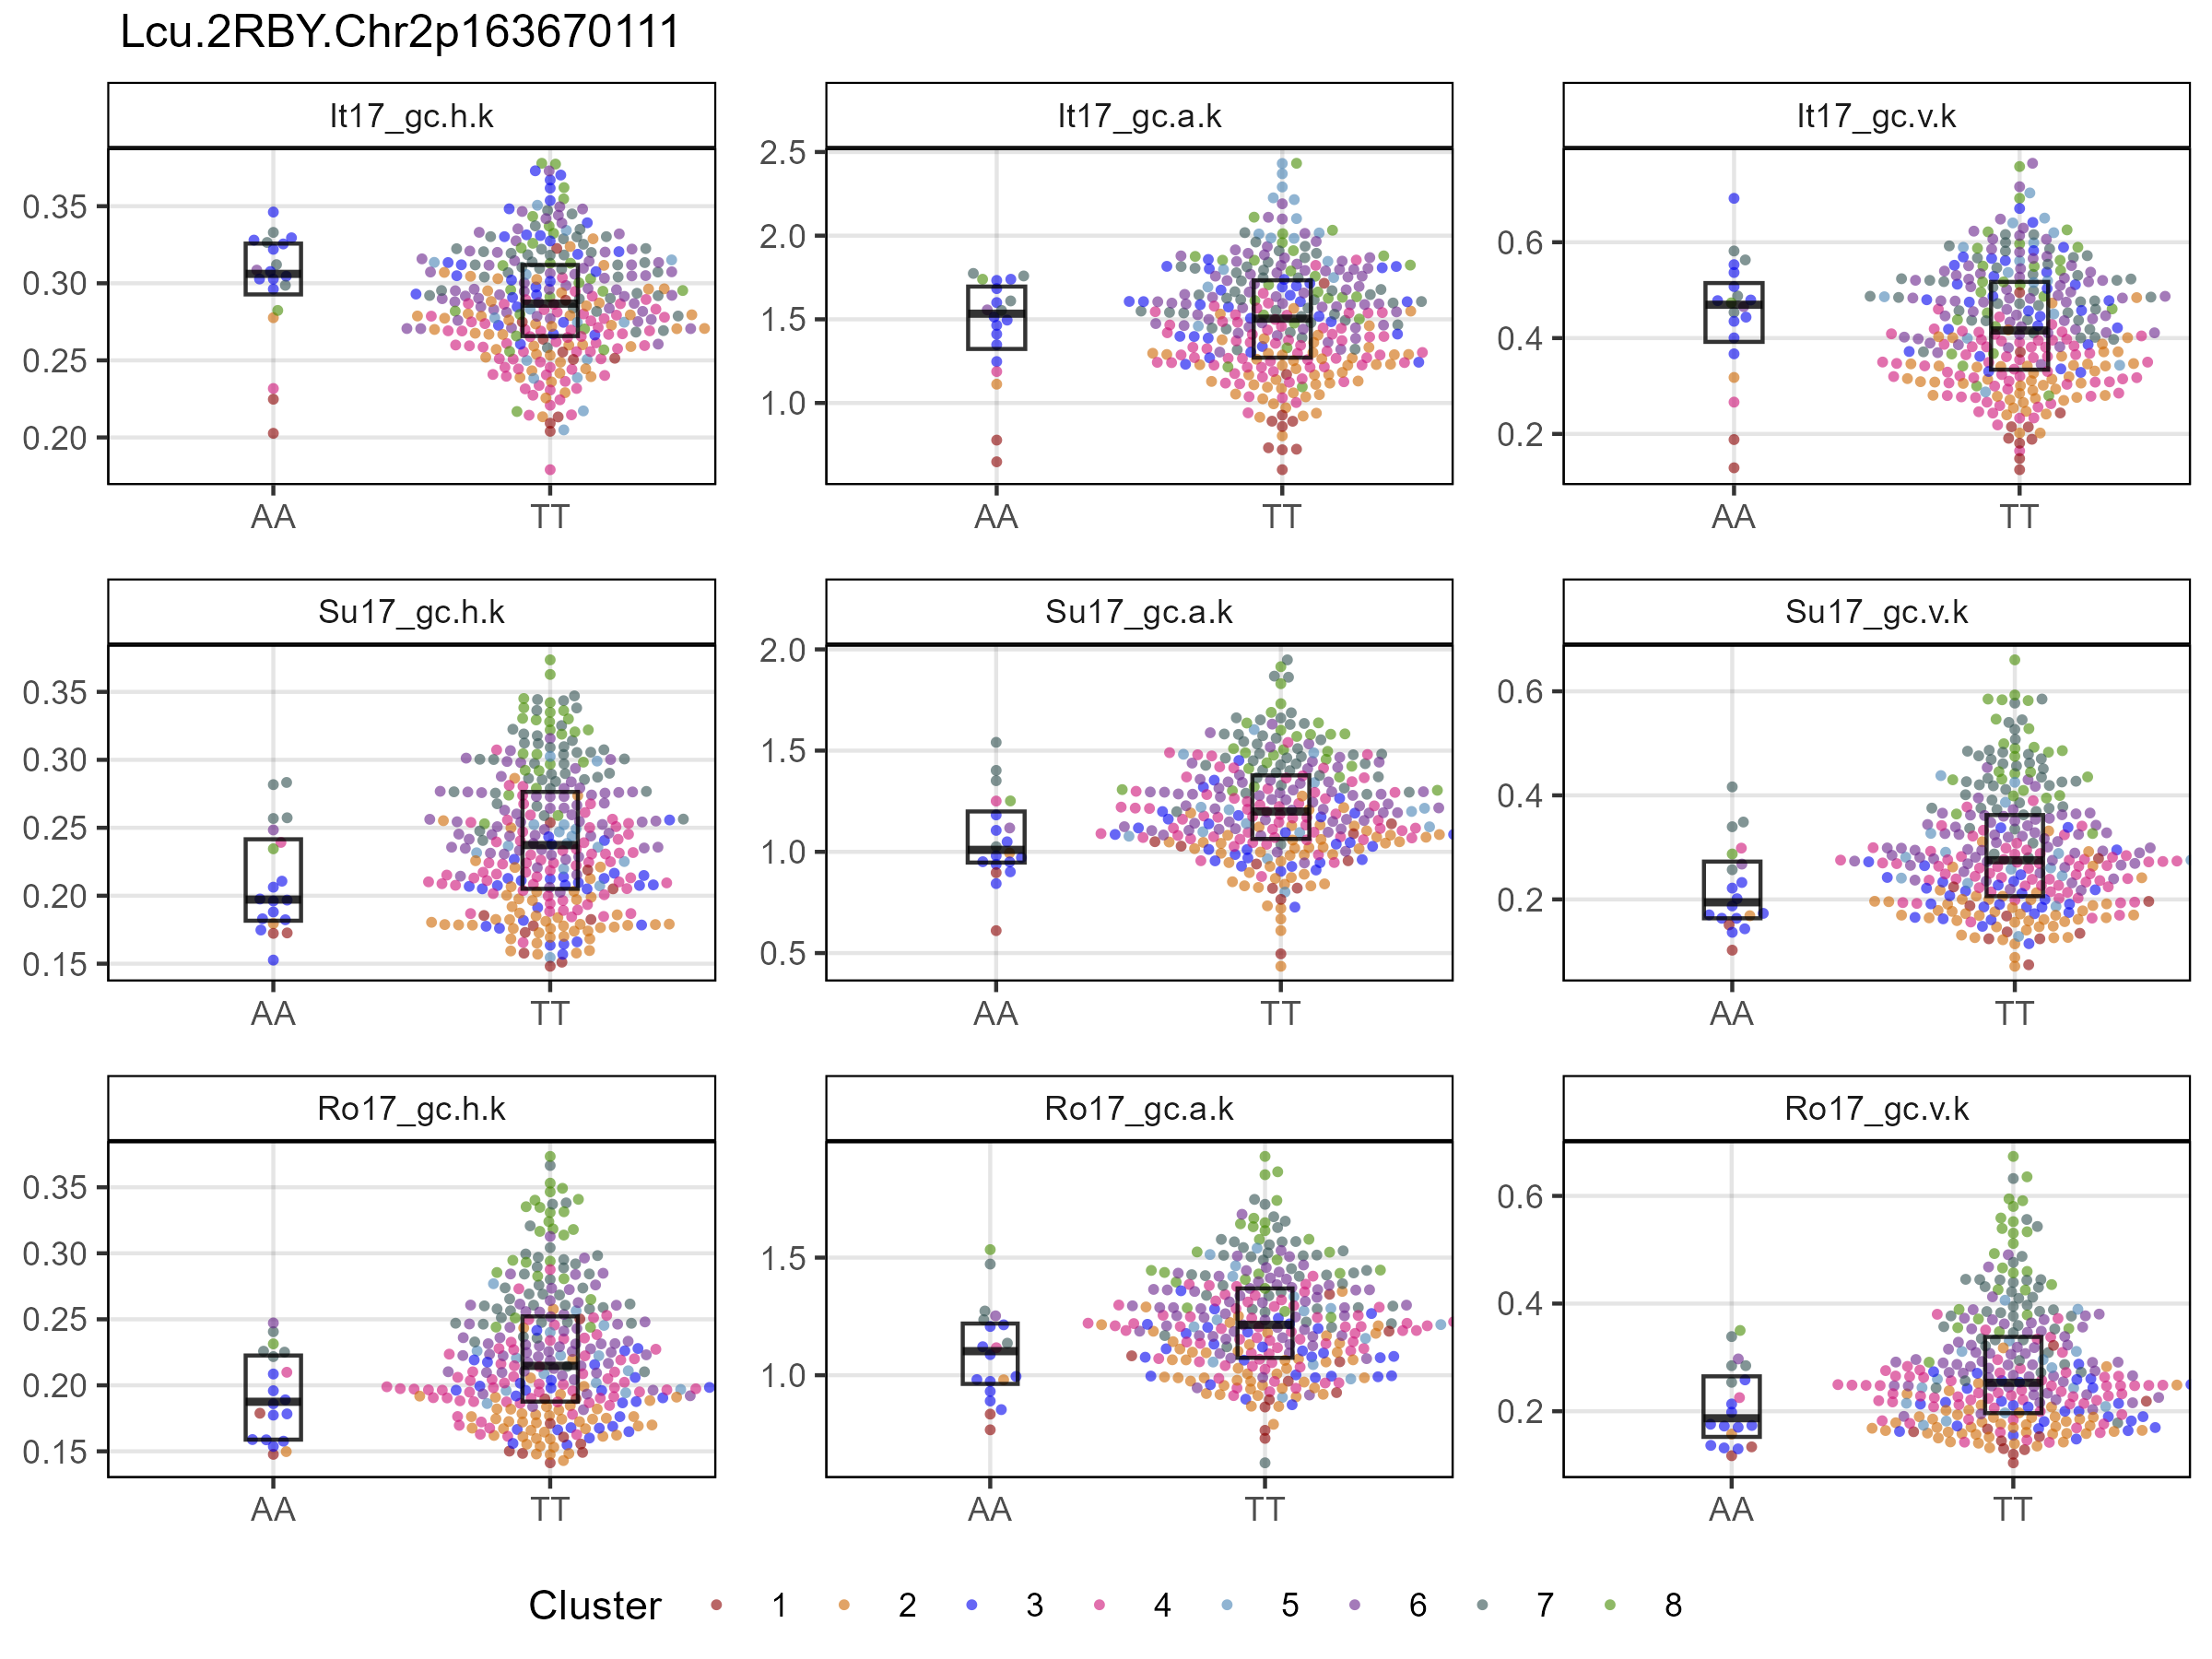 Lcu.2RBY.Chr2p163670111
It17_gc.h.k
It17_gc.a.k
It17_gc.v.k
0.35
0.30
0.25
0.20
2.5
2.0
1.5
1.0
0.6
0.4
0.2
AA TT
AA TT
AA TT
Su17_gc.h.k
Su17_gc.a.k
Su17_gc.v.k
0.35
0.30
0.25
0.20
0.15
2.0
1.5
1.0
0.5
0.6
0.4
0.2
AA TT
AA TT
AA TT
Ro17_gc.h.k
Ro17_gc.a.k
Ro17_gc.v.k
0.35
0.30
0.25
0.20
0.15
1.5
1.0
0.6
0.4
0.2
AA TT
AA TT
AA TT
Cluster 1 2 3 4 5 6 7 8